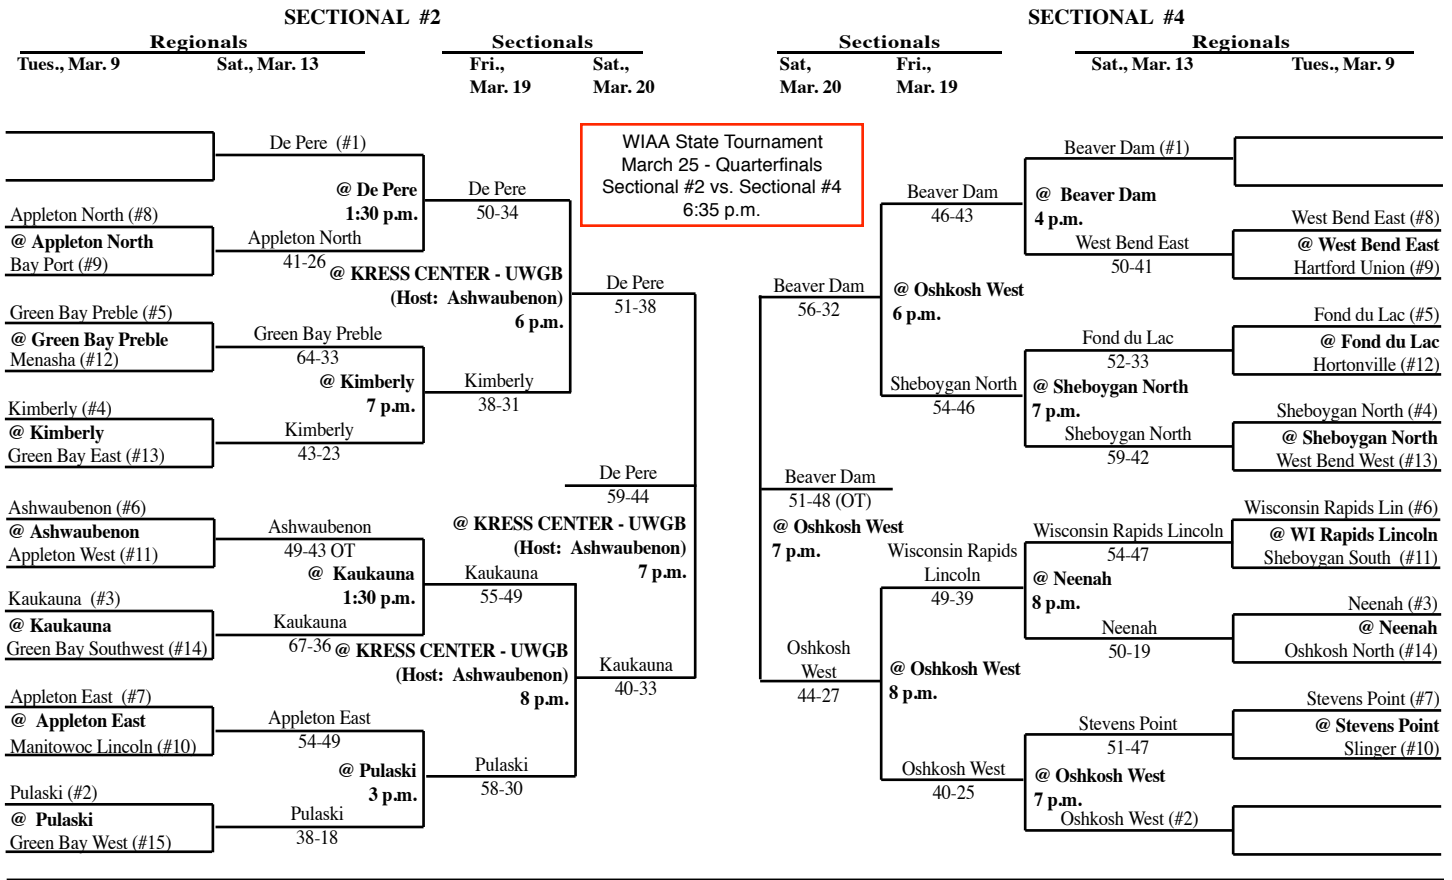 SECTIONAL #2
Regionals
Sectionals
Tues., Mar. 9
Sat., Mar. 13
Fri.,
Mar. 19
Sat.,
Mar. 20
De Pere (#1)
@ De Pere
1:30 p.m.
Appleton North (#8)
@ Appleton North
Bay Port (#9)
Appleton North
41-26
De Pere
50-34
@ KRESS CENTER - UWGB
(Host: Ashwaubenon)
6 p.m.
Green Bay Preble (#5)
@ Green Bay Preble
Menasha (#12)
Green Bay Preble
64-33
@ Kimberly
7 p.m.
Kimberly (#4)
@ Kimberly
Green Bay East (#13)
Kimberly
43-23
Kimberly
38-31
De Pere
51-38
De Pere
59-44
@ KRESS CENTER - UWGB
(Host: Ashwaubenon)
7 p.m.
Ashwaubenon (#6)
@ Ashwaubenon
Appleton West (#11)
Ashwaubenon
49-43 OT
@ Kaukauna
1:30 p.m.
Kaukauna (#3)
@ Kaukauna
Green Bay Southwest (#14)
Kaukauna
67-36
Kaukauna
55-49
@ KRESS CENTER - UWGB
(Host: Ashwaubenon)
8 p.m.
Kaukauna
40-33
Appleton East (#7)
@ Appleton East
Manitowoc Lincoln (#10)
Appleton East
54-49
@ Pulaski
3 p.m.
Pulaski (#2)
@ Pulaski
Green Bay West (#15)
Pulaski
38-18
Pulaski
58-30
WIAA State Tournament
March 25 - Quarterfinals
Sectional #2 vs. Sectional #4
6:35 p.m.
SECTIONAL #4
Sectionals
Regionals
Sat,
Mar. 20
Fri.,
Mar. 19
Sat., Mar. 13
Tues., Mar. 9
Beaver Dam (#1)
@ Beaver Dam
4 p.m.
West Bend East (#8)
@ West Bend East
Hartford Union (#9)
West Bend East
50-41
Beaver Dam
46-43
@ Oshkosh West
6 p.m.
Beaver Dam
56-32
Fond du Lac (#5)
@ Fond du Lac
Hortonville (#12)
Fond du Lac
52-33
@ Sheboygan North
7 p.m.
Sheboygan North (#4)
@ Sheboygan North
West Bend West (#13)
Sheboygan North
59-42
Sheboygan North
54-46
Beaver Dam
51-48 (OT)
@ Oshkosh West
7 p.m.
Wisconsin Rapids Lin (#6)
@ WI Rapids Lincoln
Sheboygan South (#11)
Wisconsin Rapids Lincoln
54-47
@ Neenah
8 p.m.
Neenah (#3)
@ Neenah
Oshkosh North (#14)
Neenah
50-19
Wisconsin Rapids
Lincoln
49-39
@ Oshkosh West
8 p.m.
Oshkosh
West
44-27
Stevens Point (#7)
@ Stevens Point
Slinger (#10)
Stevens Point
51-47
@ Oshkosh West
7 p.m.
Oshkosh West (#2)
Oshkosh West
40-25